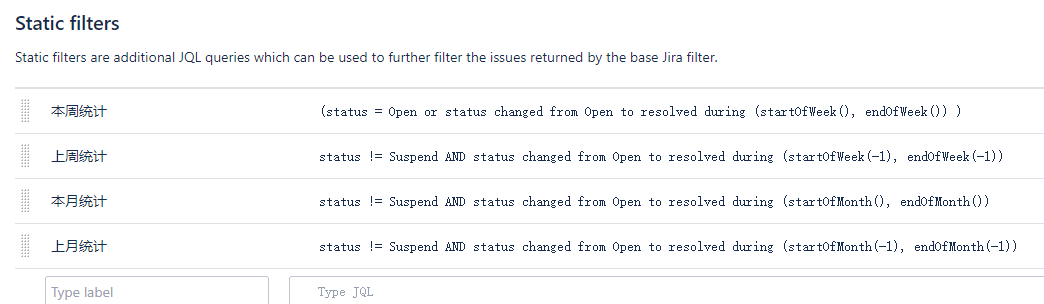 Static filters
Static filters are additional JQL queries which can be used to further filter the issues returned by the base Jira filter.
本周统计 (status = Open or status changed from Open to resolved during (startOfWeek(), endOfWeek()) )
上周统计 status != Suspend AND status changed from Open to resolved during (startOfWeek(-1), endOfWeek(-1))
本月统计 status != Suspend AND status changed from Open to resolved during (startOfMonth(), endOfMonth())
上月统计 status != Suspend AND status changed from Open to resolved during (startOfMonth(-1), endOfMonth(-1))
Type label Type JQL